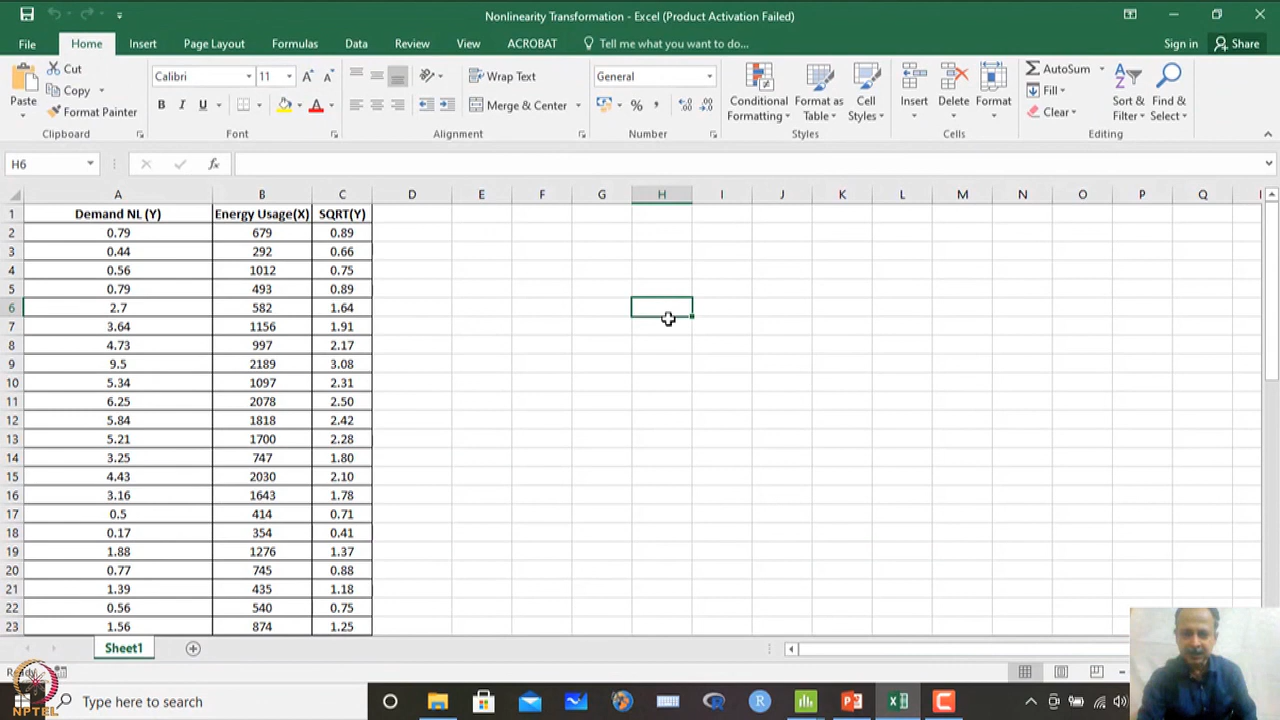 Nonlinearity Transformation - Excel (Product Activation Failed)
File Home Insert Page Layout Formulas Data Review View ACROBAT Tell me what you want to do... Sign in Share
Paste
Cut
Copy
Format Painter
Clipboard
Calibri 11
B I U
Font
Wrap Text
Merge & Center
Alignment
General
%
Number
Conditional Formatting
Format as Table
Cell Styles
Styles
Insert
Delete
Format
Cells
AutoSum
Fill
Clear
Sort & Filter
Find & Select
Editing
H6 fx
A B C D E F G H I J K L M N O P Q
1 Demand NL (Y) Energy Usage(X) SQRT(Y)
2 0.79 679 0.89
3 0.44 292 0.66
4 0.56 1012 0.75
5 0.79 493 0.89
6 2.7 582 1.64
7 3.64 1156 1.91
8 4.73 997 2.17
9 9.5 2189 3.08
10 5.34 1097 2.31
11 6.25 2078 2.50
12 5.84 1818 2.42
13 5.21 1700 2.28
14 3.25 747 1.80
15 4.43 2030 2.10
16 3.16 1643 1.78
17 0.5 414 0.71
18 0.17 354 0.41
19 1.88 1276 1.37
20 0.77 745 0.88
21 1.39 435 1.18
22 0.56 540 0.75
23 1.56 874 1.25
Sheet1
Type here to search
NPTEL